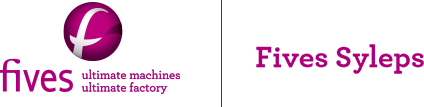 fives
ultimate machines
ultimate factory
Fives Syleps